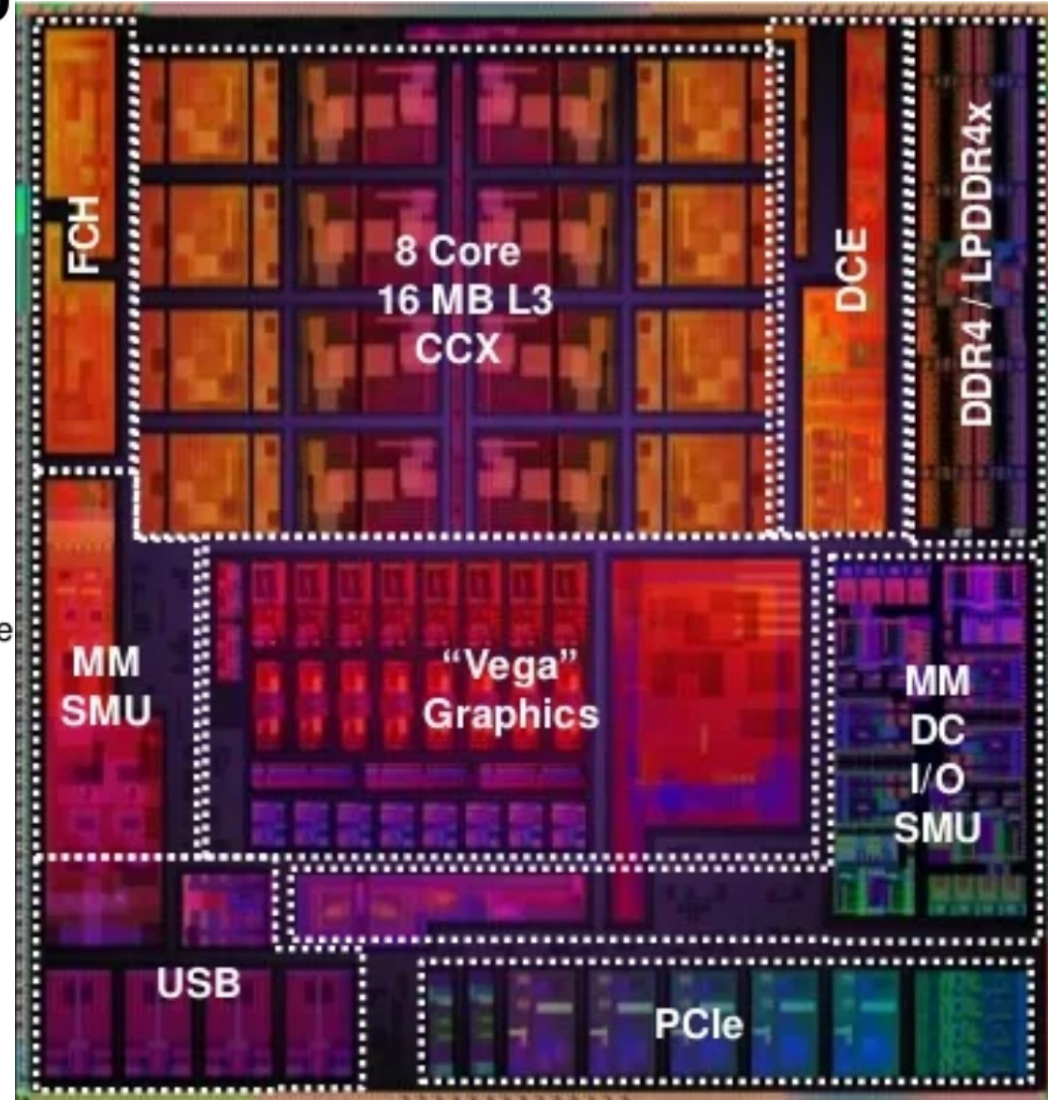 FCH
8 Core
16 MB L3
CCX
DCE
DDR4 / LPDDR4x
MM
SMU
“Vega”
Graphics
MM
DC
I/O
SMU
USB
PCIe